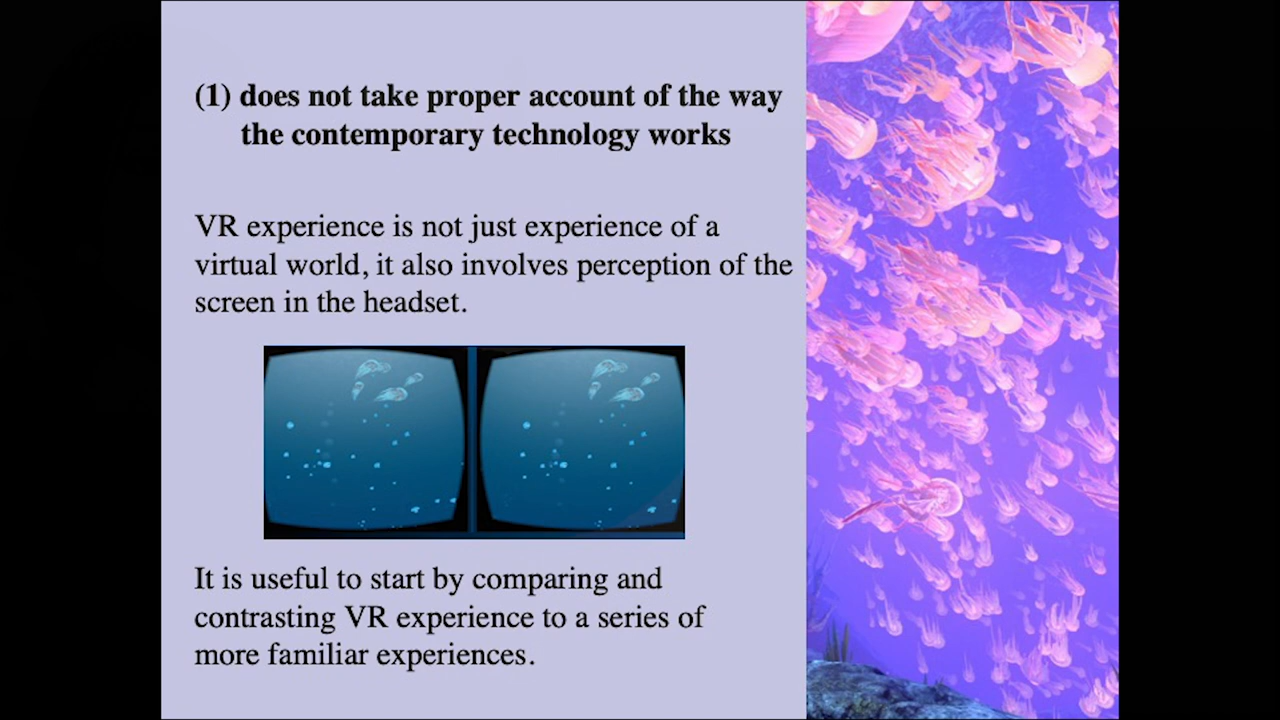 (1) does not take proper account of the way
the contemporary technology works
VR experience is not just experience of a
virtual world, it also involves perception of the
screen in the headset.
It is useful to start by comparing and
contrasting VR experience to a series of
more familiar experiences.